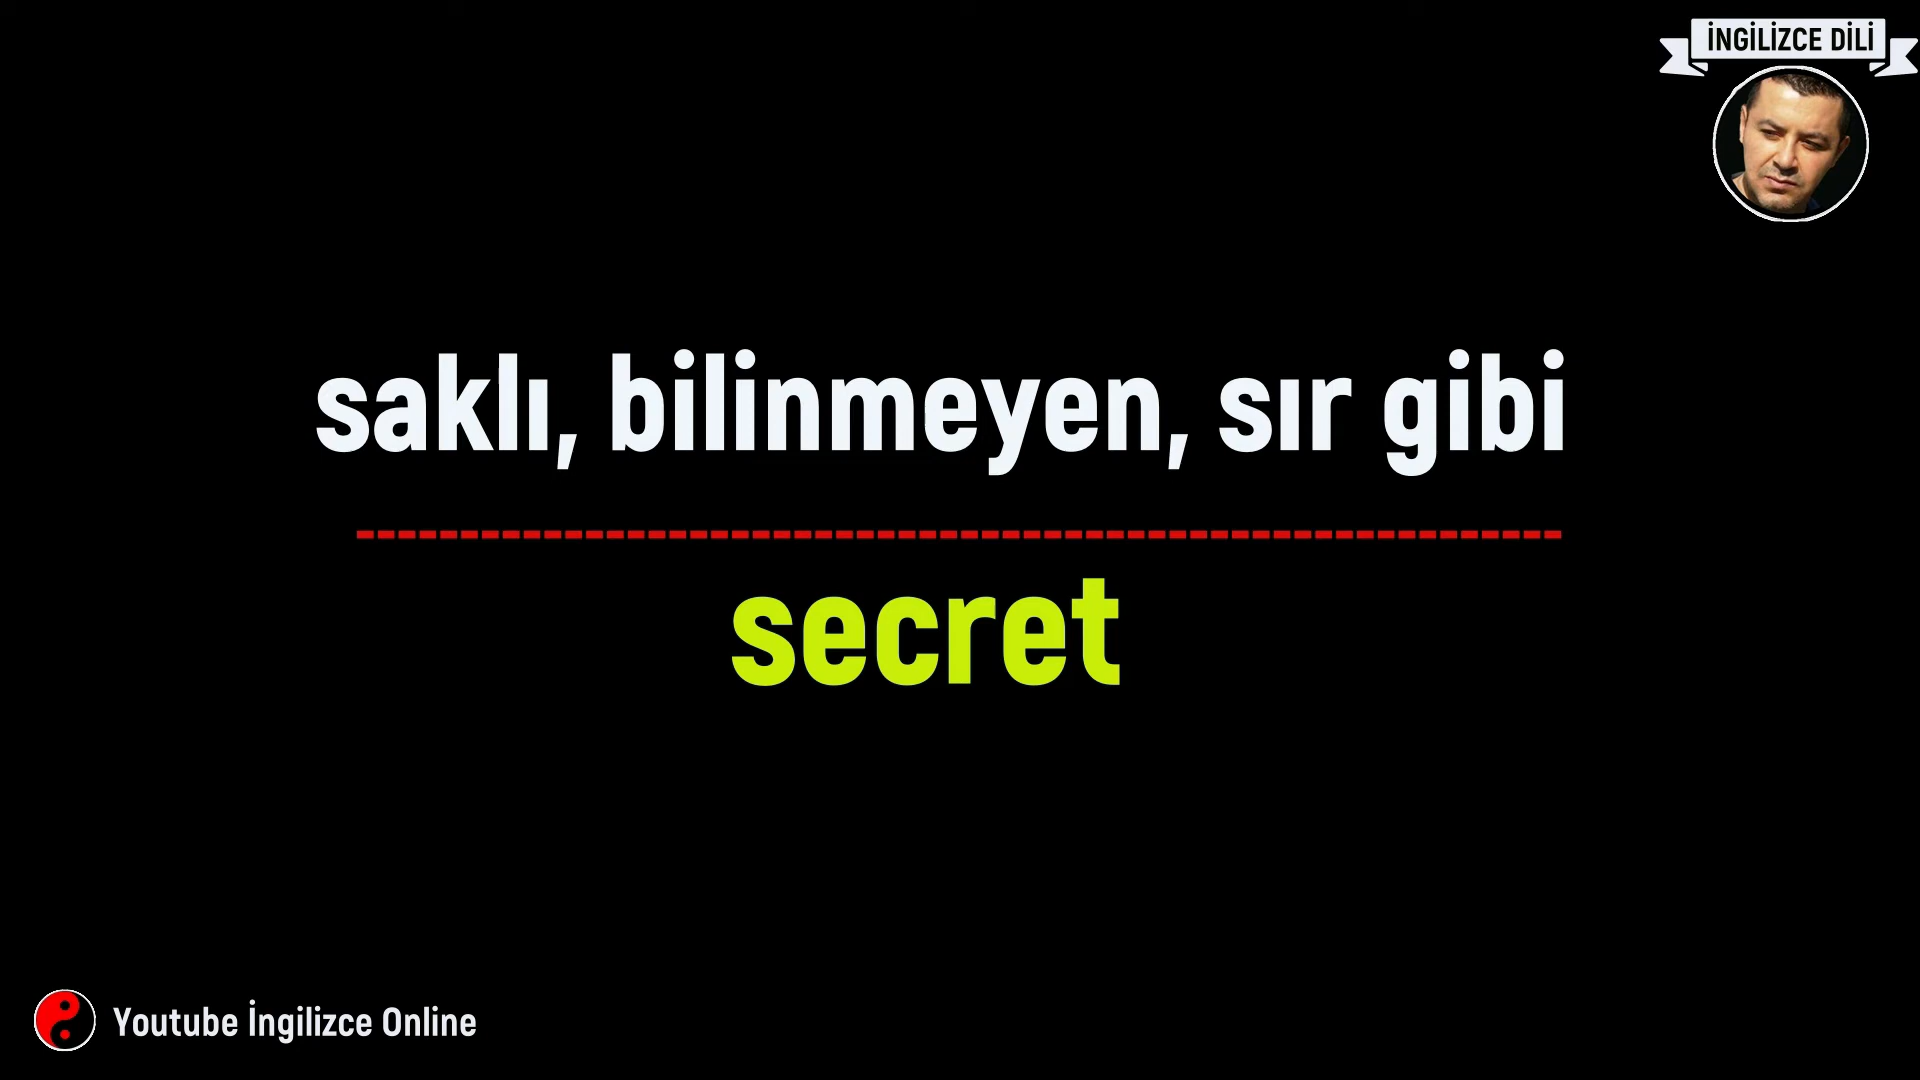 İNGİLİZCE DİLİ
saklı, bilinmeyen, sır gibi
secret
Youtube İngilizce Online